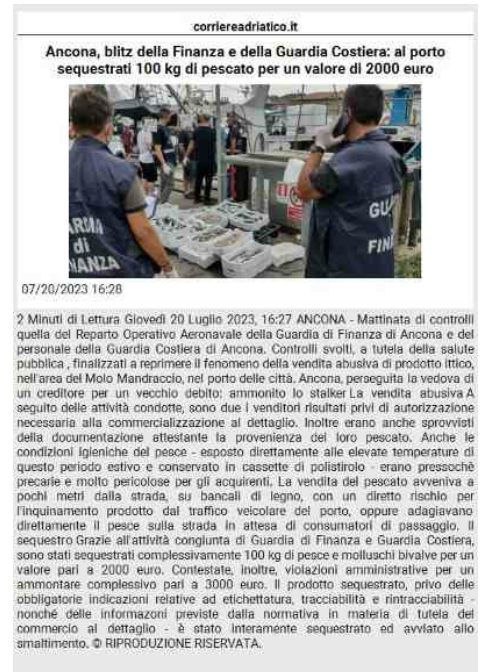 corriereadriatico.it
Ancona, blitz della Finanza e della Guardia Costiera: al porto
sequestrati 100 kg di pescato per un valore di 2000 euro
GU
FIN
RDIA
di
NANZA
07/20/2023 16:28
2 Minuti di Lettura Giovedì 20 Luglio 2023, 16:27 ANCONA - Mattinata di controlli
quella del Reparto Operativo Aeronavale della Guardia di Finanza di Ancona e del
personale della Guardia Costiera di Ancona. Controlli svolti, a tutela della salute
pubblica , finalizzati a reprimere il fenomeno della vendita abusiva di prodotto ittico,
nell'area del Molo Mandraccio, nel porto delle città. Ancona, perseguita la vedova di
un creditore per un vecchio debito: ammonito lo stalker La vendita abusiva A
seguito delle attività condotte, sono due i venditori risultati privi di autorizzazione
necessaria alla commercializzazione al dettaglio. Inoltre erano anche sprovvisti
della documentazione attestante la provenienza del loro pescato. Anche le
condizioni igieniche del pesce - esposto direttamente alle elevate temperature di
questo periodo estivo e conservato in cassette di polistirolo - erano pressochè
precarie e molto pericolose per gli acquirenti. La vendita del pescato avveniva a
pochi metri dalla strada, su bancali di legno, con un diretto rischio per
l'inquinamento prodotto dal traffico veicolare del porto, oppure adagiavano
direttamente il pesce sulla strada in attesa di consumatori di passaggio. Il
sequestro Grazie all'attività congiunta di Guardia di Finanza e Guardia Costiera,
sono stati sequestrati complessivamente 100 kg di pesce e molluschi bivalve per un
valore pari a 2000 euro. Contestate, inoltre, violazioni amministrative per un
ammontare complessivo pari a 3000 euro. Il prodotto sequestrato, privo delle
obbligatorie indicazioni relative ad etichettatura, tracciabilità e rintracciabilità -
nonché delle informazoni previste dalla normativa in materia di tutela del
commercio al dettaglio - è stato interamente sequestrato ed avviato allo
smaltimento. © RIPRODUZIONE RISERVATA.